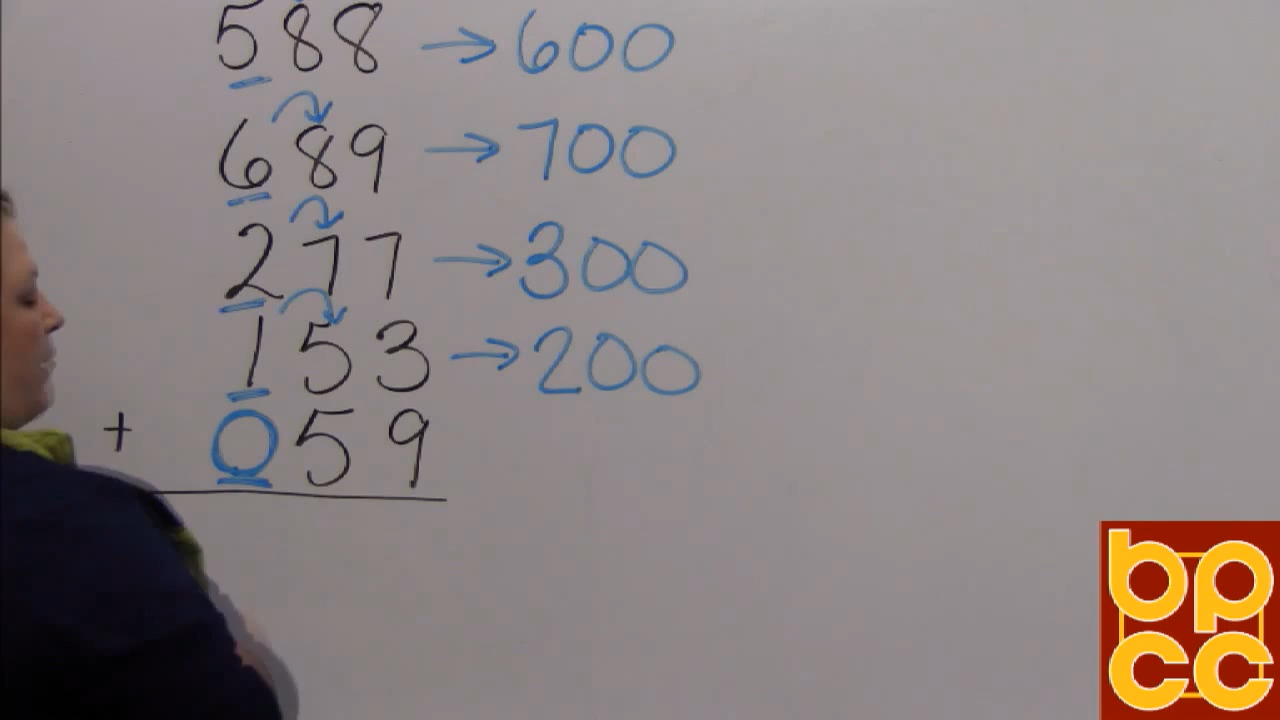 588 → 600
689 → 700
277 → 300
153 → 200
+ 059
bp
cc